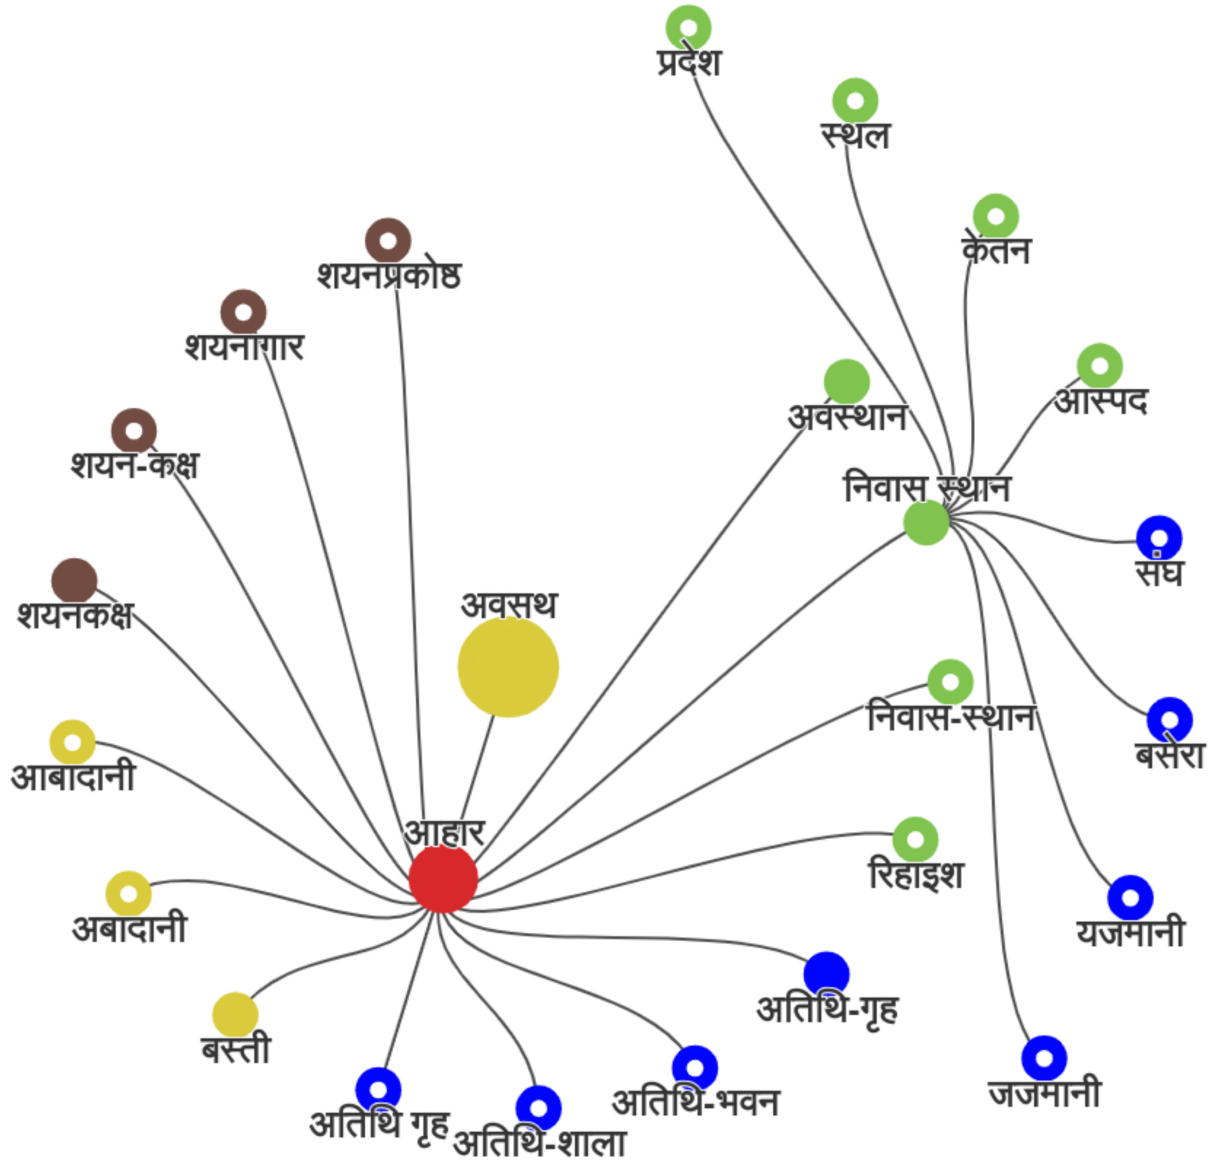 प्रदेश
स्थल
केतन
शयनप्रकोष्ठ
शयनागार
आस्पद
अवस्थान
शयन-कक्ष
निवास स्थान
संघ
अवसथ
शयनकक्ष
निवास-स्थान
बसेरा
आबादानी
आहार
रिहाइश
अबादानी
यजमानी
अतिथि-गृह
बस्ती
जजमानी
अतिथि-भवन
अतिथि गृह
अतिथि-शाला